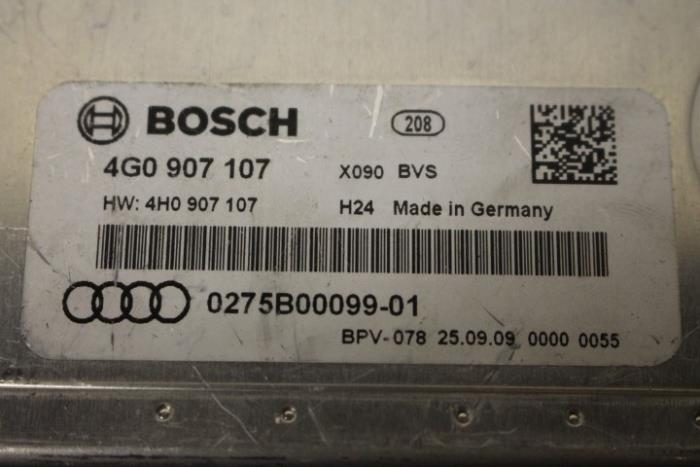 BOSCH 208
4G0 907 107 X090 BVS
HW: 4H0 907 107 H24 Made in Germany
0275B00099-01
BPV-078 25.09.09 0000 0055